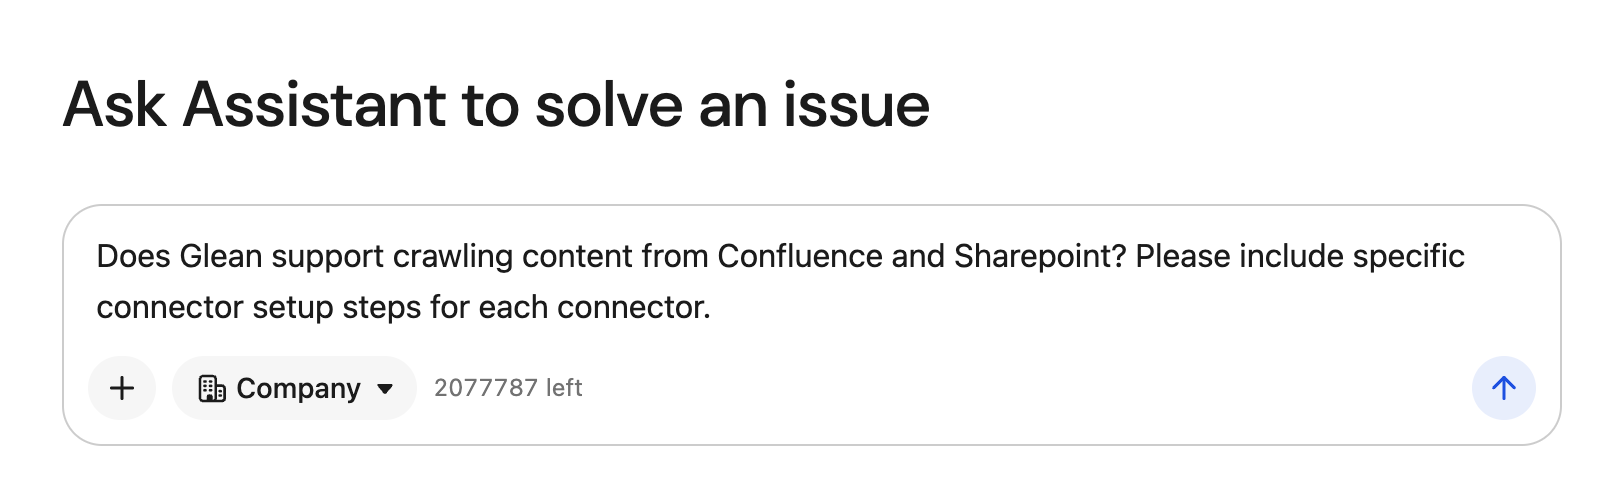 Ask Assistant to solve an issue
Does Glean support crawling content from Confluence and Sharepoint? Please include specific
connector setup steps for each connector.
Company
2077787 left